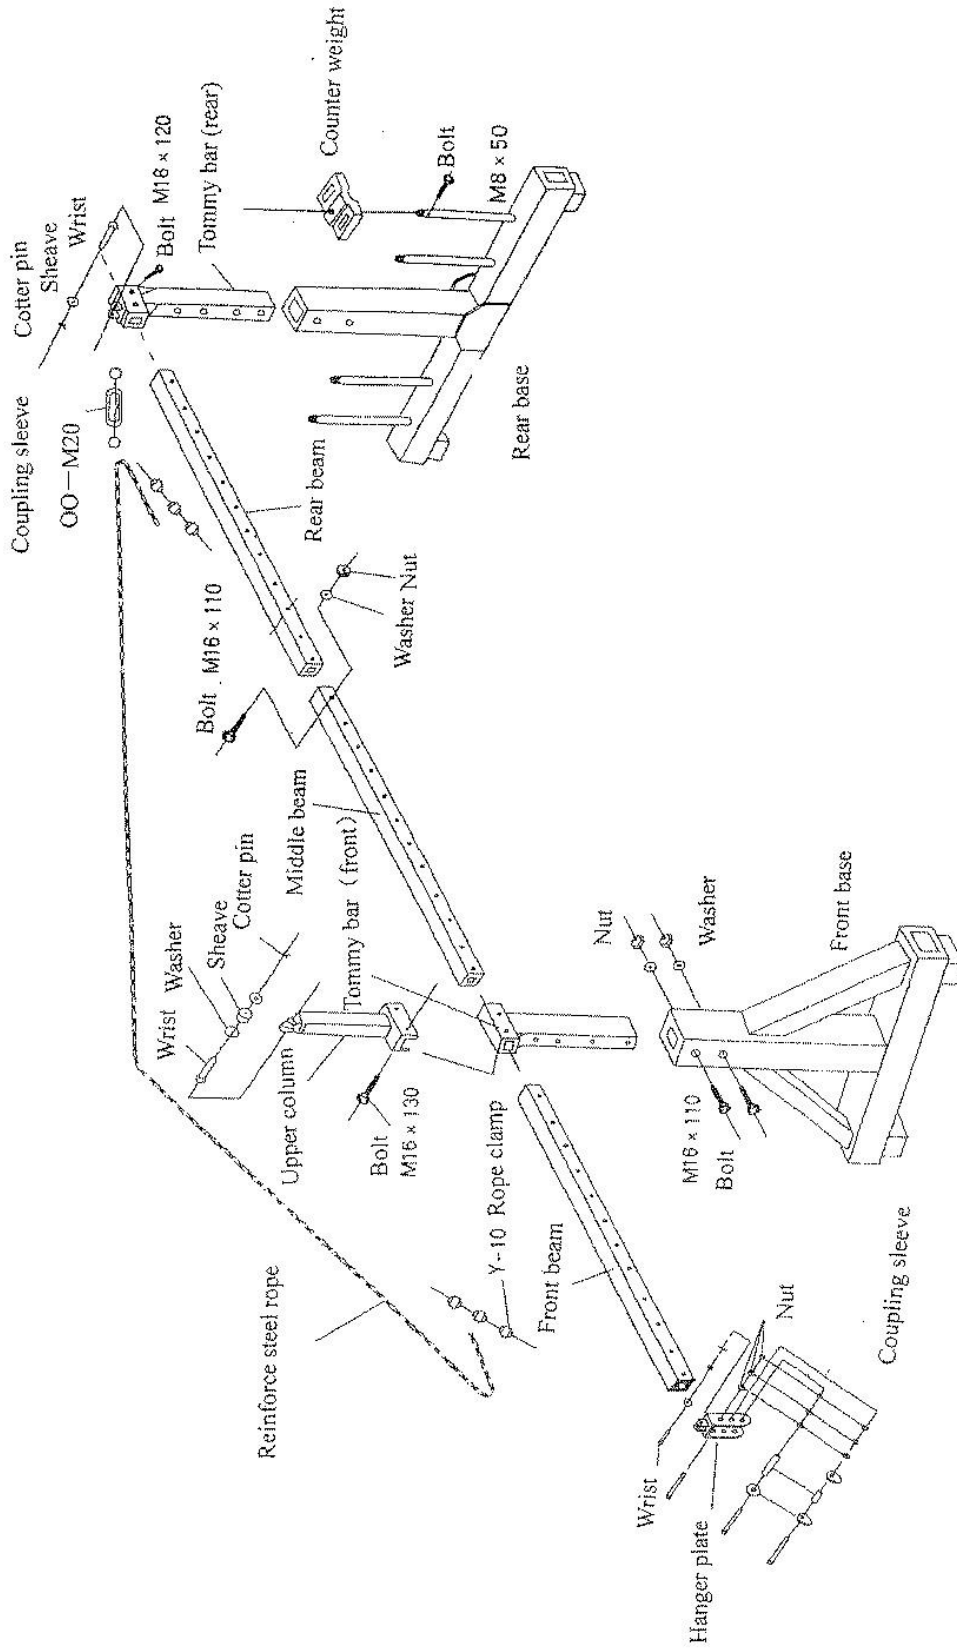 Coupling sleeve
OO-M20
Cotter pin
Sheave
Wrist
Bolt M16 × 120
Tommy bar (rear)
Counter weight
Bolt
M8 × 50
Rear beam
Rear base
Bolt M16 × 110
Washer Nut
Middle beam
Wrist Washer
Sheave
Cotter pin
Upper column
Tommy bar (front)
Bolt
M16 × 130
Reinforce steel rope
Y-10 Rope clamp
Front beam
Nut
Washer
M16 × 110
Bolt
Front base
Wrist
Hanger plate
Nut
Coupling sleeve